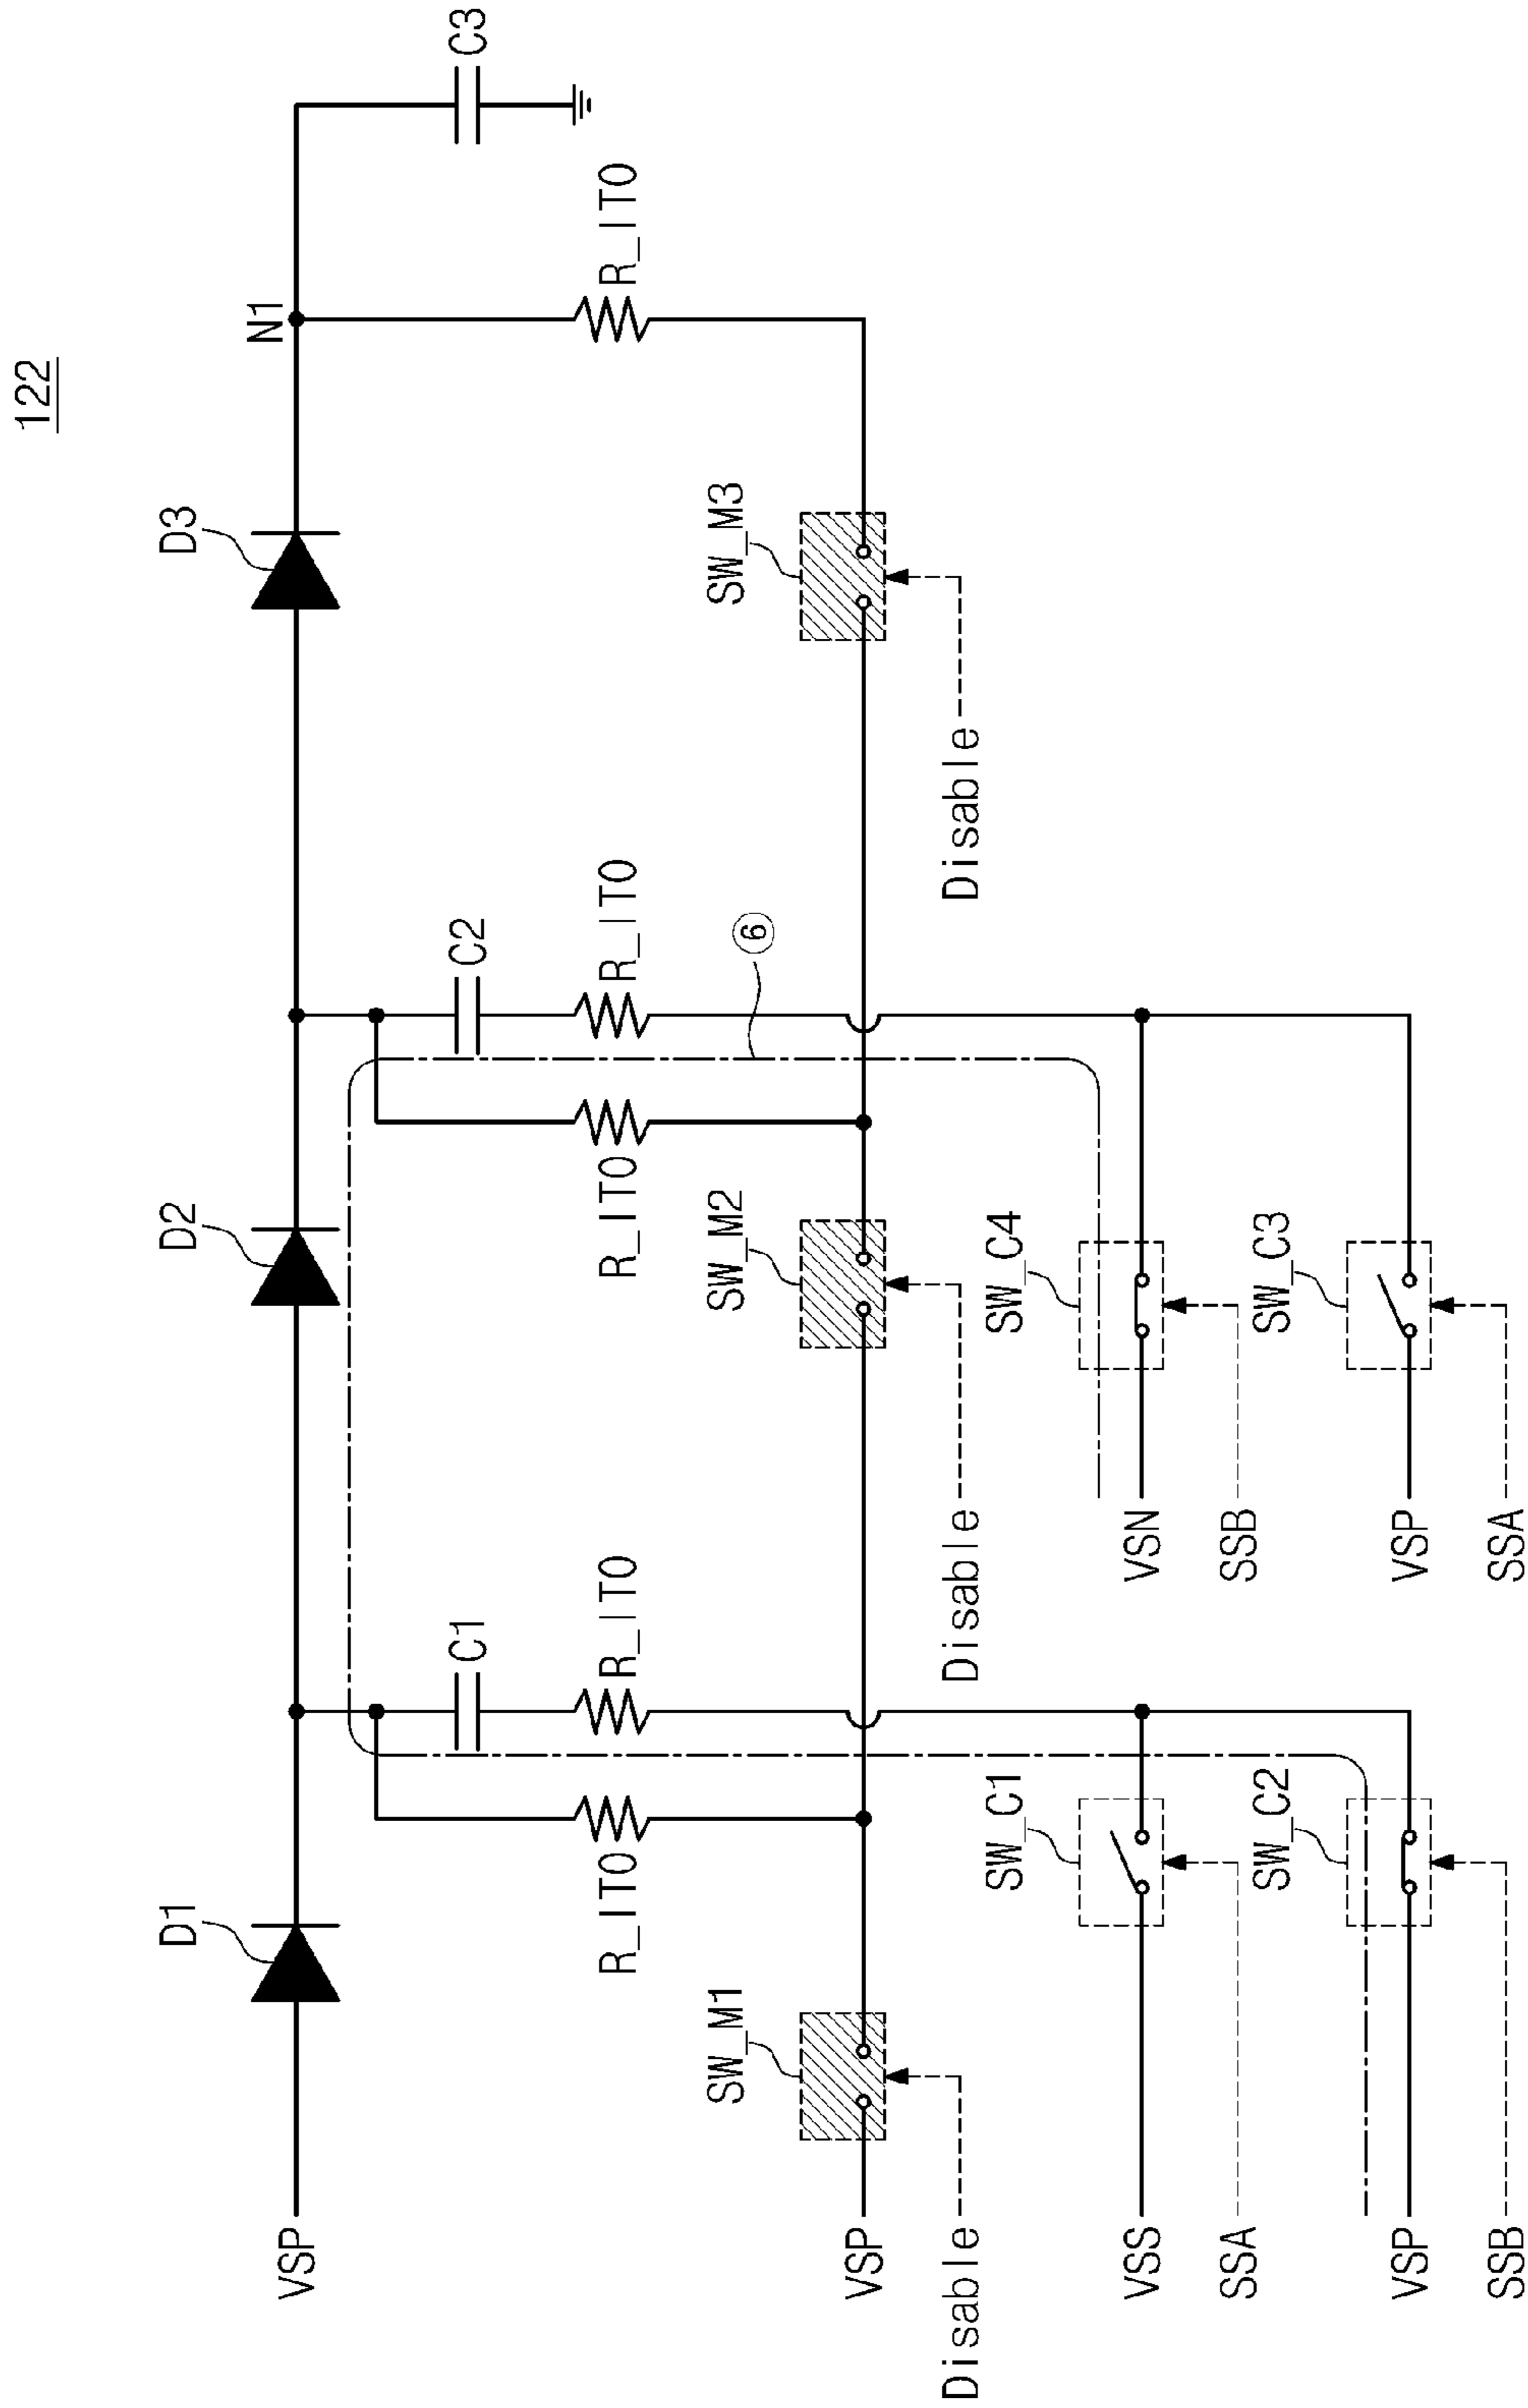 122
D1
D2
D3
N1
VSP
C1
C2
C3
R_ITO
R_ITO
R_ITO
R_ITO
R_ITO
⑥
SW_M1
SW_M2
SW_M3
VSP
Disable
Disable
Disable
SW_C1
SW_C4
VSS
VSN
SSA
SSB
SW_C2
SW_C3
VSP
VSP
SSB
SSA